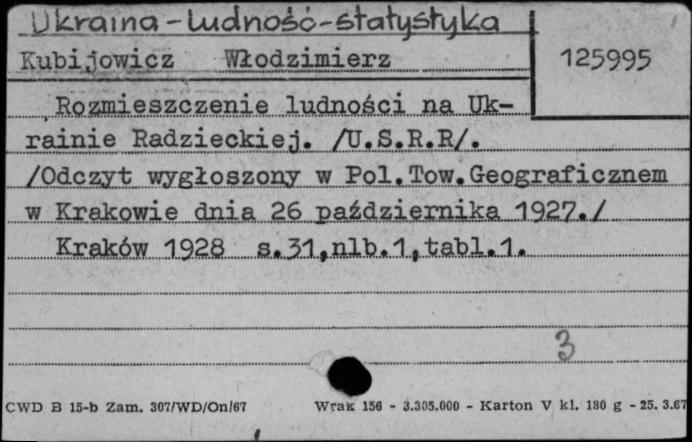 Ukraina-ludność-statystyka
Kubijowicz Włodzimierz
125995
Rozmieszczenie ludności na Uk-
rainie Radzieckiej. /U.S.R.R/.
/Odczyt wygłoszony w Pol.Tow.Geograficznem
w Krakowie dnia 26 października 1927./
Kraków 1928 s.31,nlb.1,tabl.1.
3
CWD B 15-b Zam. 307/WD/On/67 Wrak 156 - 3.305.000 - Karton V kl. 180 g - 25. 3.67